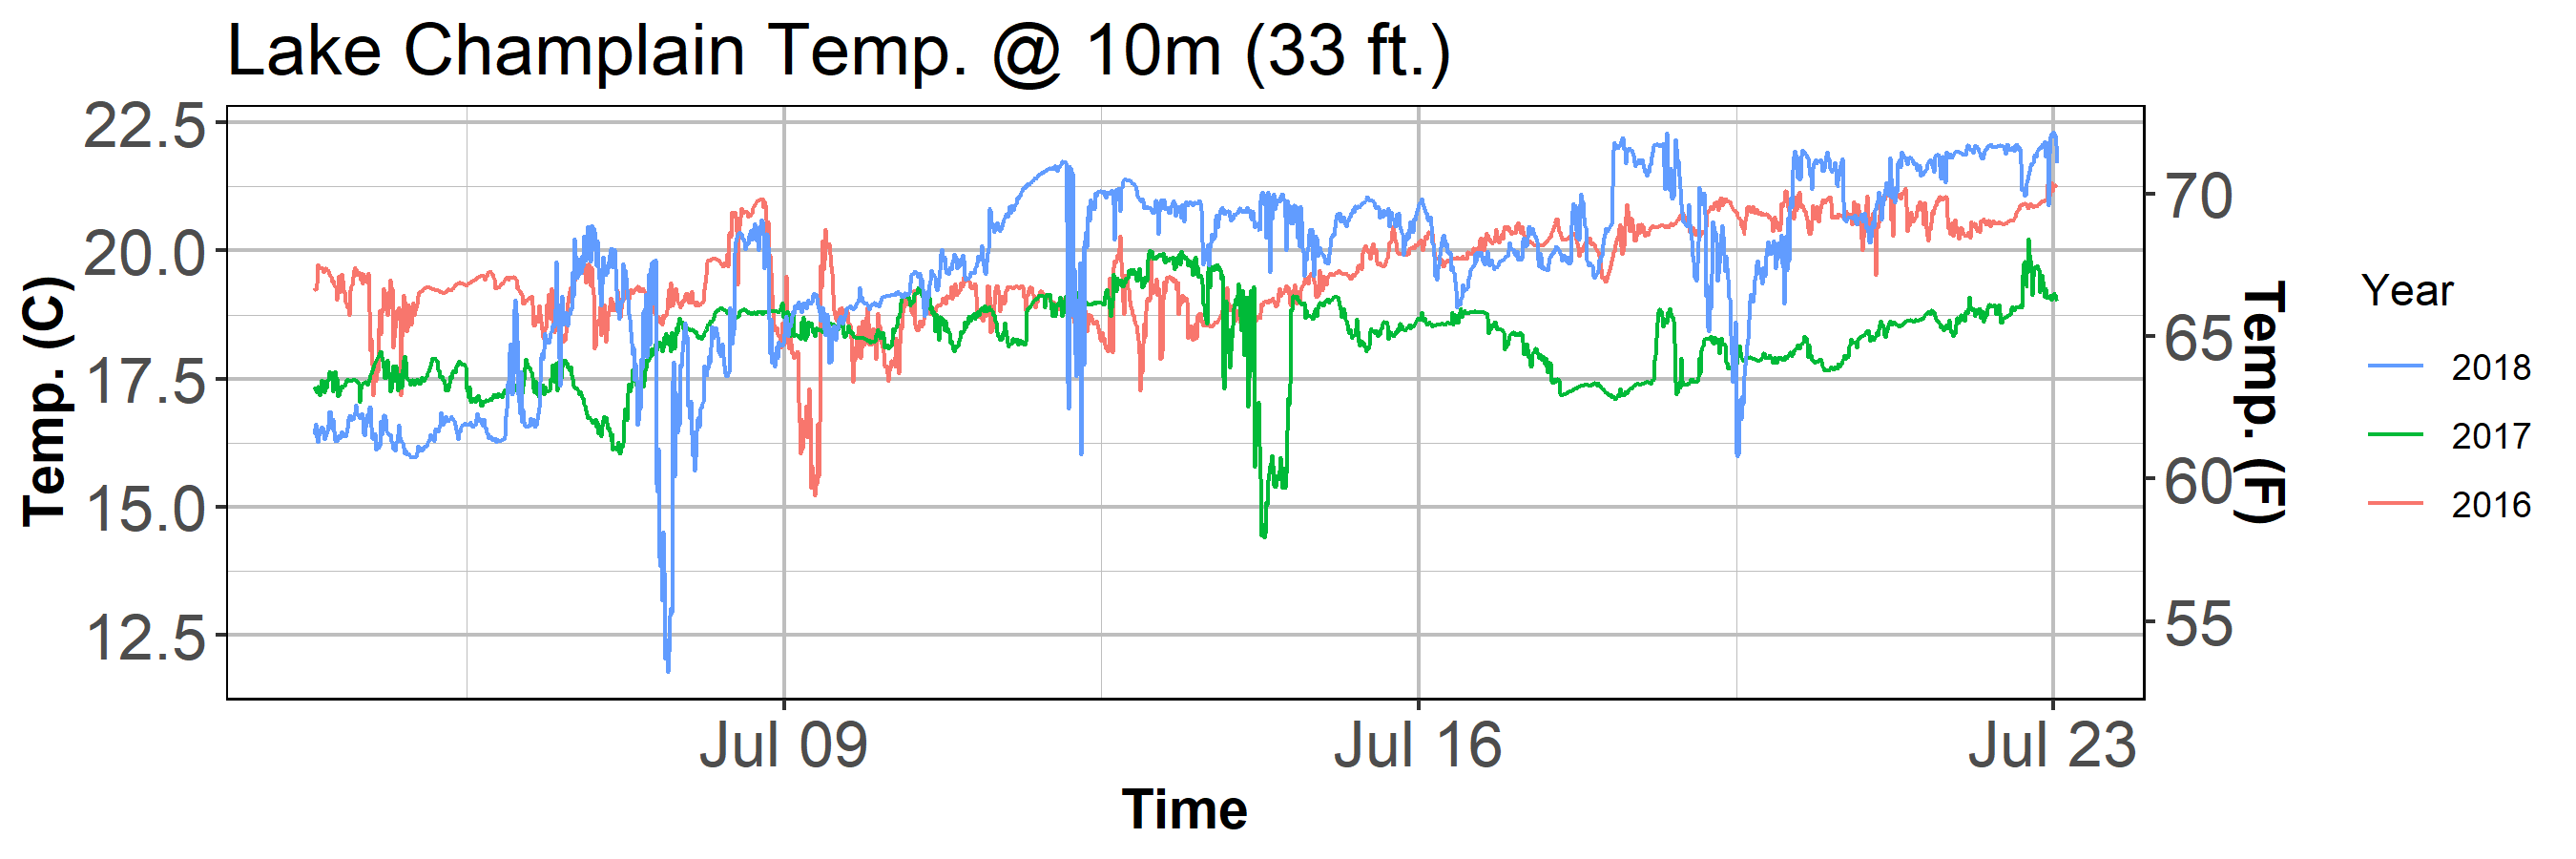 Lake Champlain Temp. @ 10m (33 ft.)
Temp. (C)
22.5
20.0
17.5
15.0
12.5
70
65
60
55
Temp. (F)
Jul 09
Jul 16
Jul 23
Time
Year
2018
2017
2016